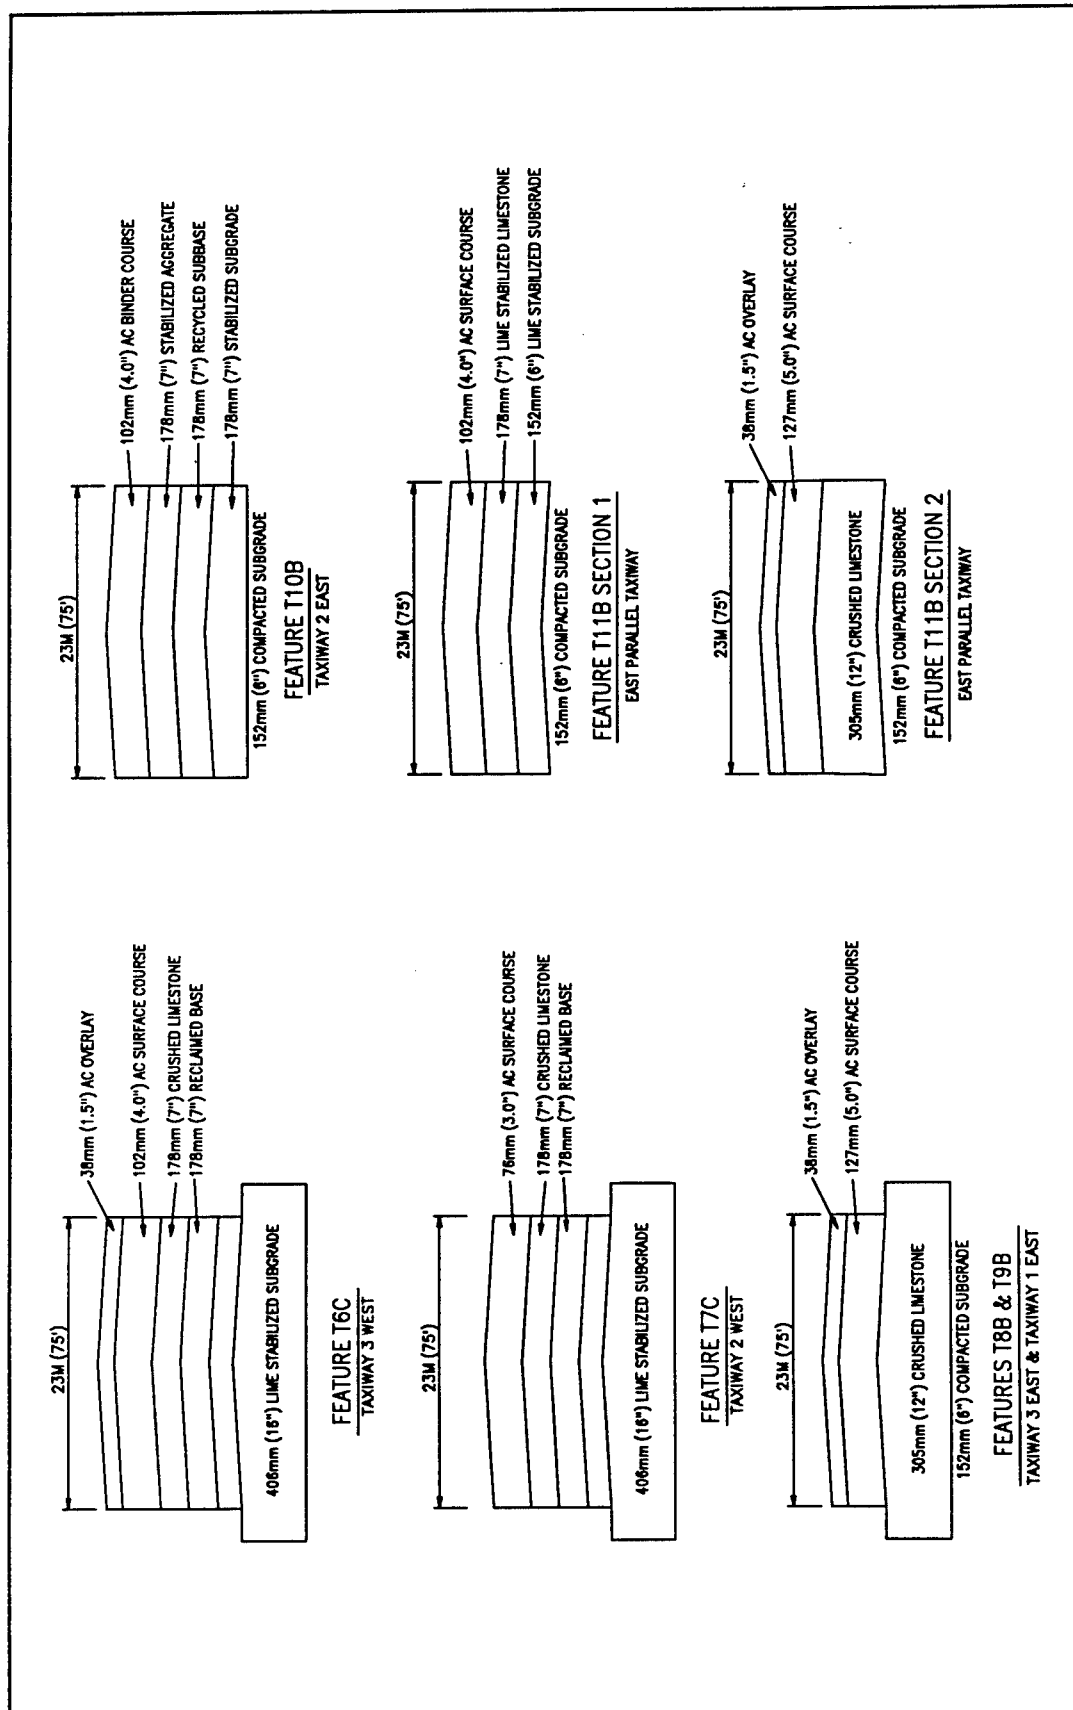 23M (75')
38mm (1.5") AC OVERLAY
102mm (4.0") AC SURFACE COURSE
178mm (7") CRUSHED LIMESTONE
178mm (7") RECLAIMED BASE
406mm (16") LIME STABILIZED SUBGRADE
FEATURE T6C
TAXIWAY 3 WEST
23M (75')
102mm (4.0") AC BINDER COURSE
178mm (7") STABILIZED AGGREGATE
178mm (7") RECYCLED SUBBASE
178mm (7") STABILIZED SUBGRADE
152mm (6") COMPACTED SUBGRADE
FEATURE T10B
TAXIWAY 2 EAST
23M (75')
76mm (3.0") AC SURFACE COURSE
178mm (7") CRUSHED LIMESTONE
178mm (7") RECLAIMED BASE
406mm (16") LIME STABILIZED SUBGRADE
FEATURE T7C
TAXIWAY 2 WEST
23M (75')
102mm (4.0") AC SURFACE COURSE
178mm (7") LIME STABILIZED LIMESTONE
152mm (6") LIME STABILIZED SUBGRADE
152mm (6") COMPACTED SUBGRADE
FEATURE T11B SECTION 1
EAST PARALLEL TAXIWAY
23M (75')
38mm (1.5") AC OVERLAY
127mm (5.0") AC SURFACE COURSE
305mm (12") CRUSHED LIMESTONE
152mm (6") COMPACTED SUBGRADE
FEATURES T8B & T9B
TAXIWAY 3 EAST & TAXIWAY 1 EAST
23M (75')
38mm (1.5") AC OVERLAY
127mm (5.0") AC SURFACE COURSE
305mm (12") CRUSHED LIMESTONE
152mm (6") COMPACTED SUBGRADE
FEATURE T11B SECTION 2
EAST PARALLEL TAXIWAY